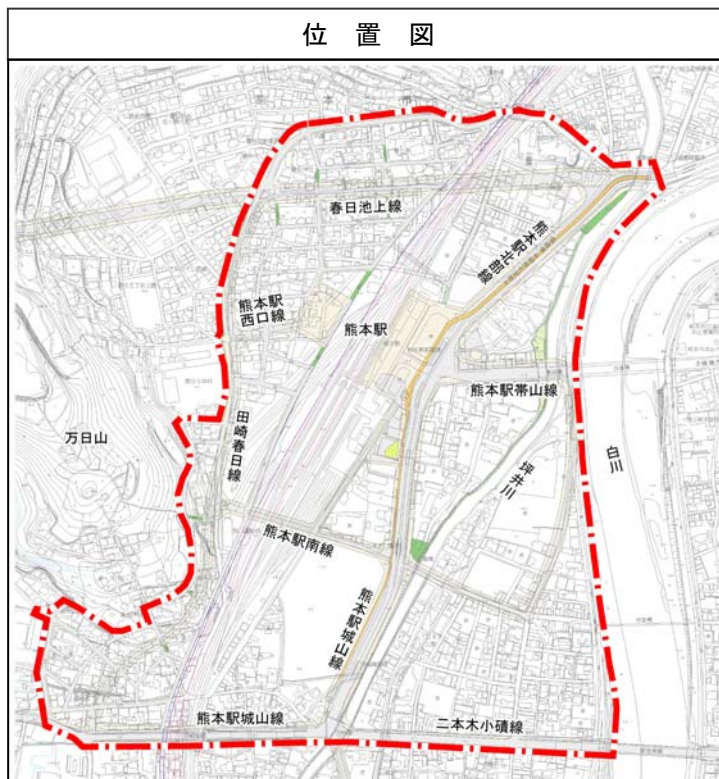 位 置 図
春日池上線
熊本駅北部線
熊本駅
西口線
熊本駅
熊本駅帯山線
田崎春日線
万日山
白川
坪井川
熊本駅南線
熊本駅城山線
熊本駅城山線
二本木小磧線